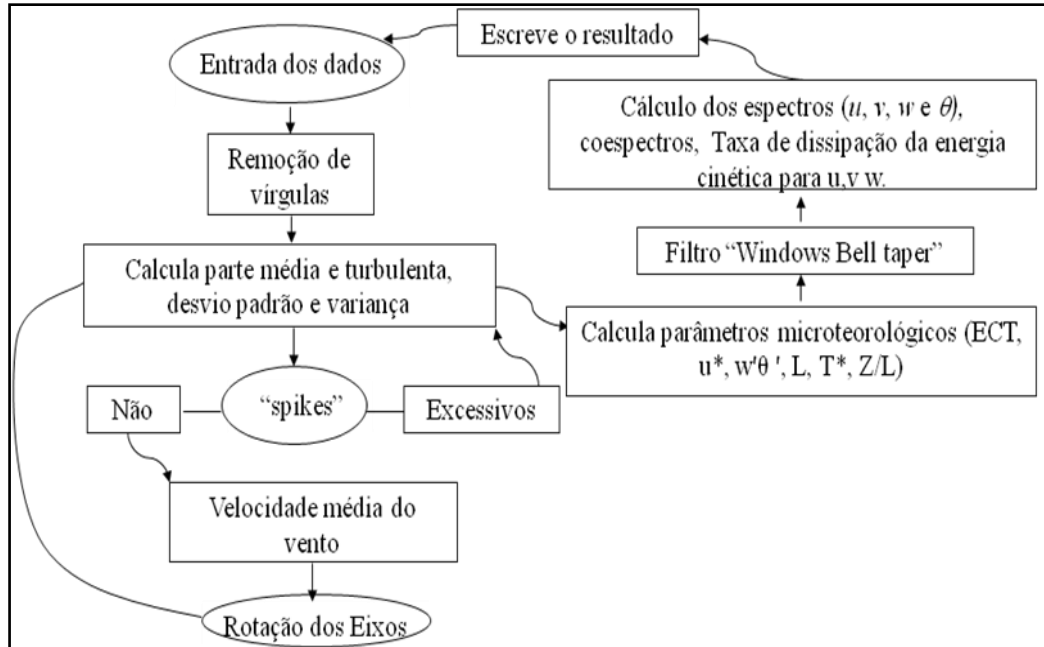 Escreve o resultado
Entrada dos dados
Remoção de
vírgulas
Calcula parte média e turbulenta,
desvio padrão e variança
"spikes"
Não
Excessivos
Velocidade média do
vento
Rotação dos Eixos
Calcula parâmetros microteorológicos (ECT,
u*, w'θ ', L, T*, Z/L)
Filtro “Windows Bell taper”
Cálculo dos espectros (u, v, w e θ),
coespectros, Taxa de dissipação da energia
cinética para u,v w.